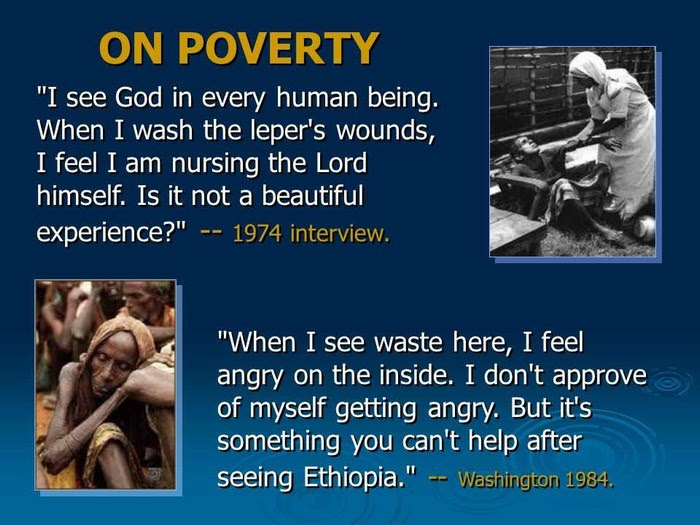 ON POVERTY
"I see God in every human being.
When I wash the leper's wounds,
I feel I am nursing the Lord
himself. Is it not a beautiful
experience?" -- 1974 interview.
"When I see waste here, I feel
angry on the inside. I don't approve
of myself getting angry. But it's
something you can't help after
seeing Ethiopia." -- Washington 1984.